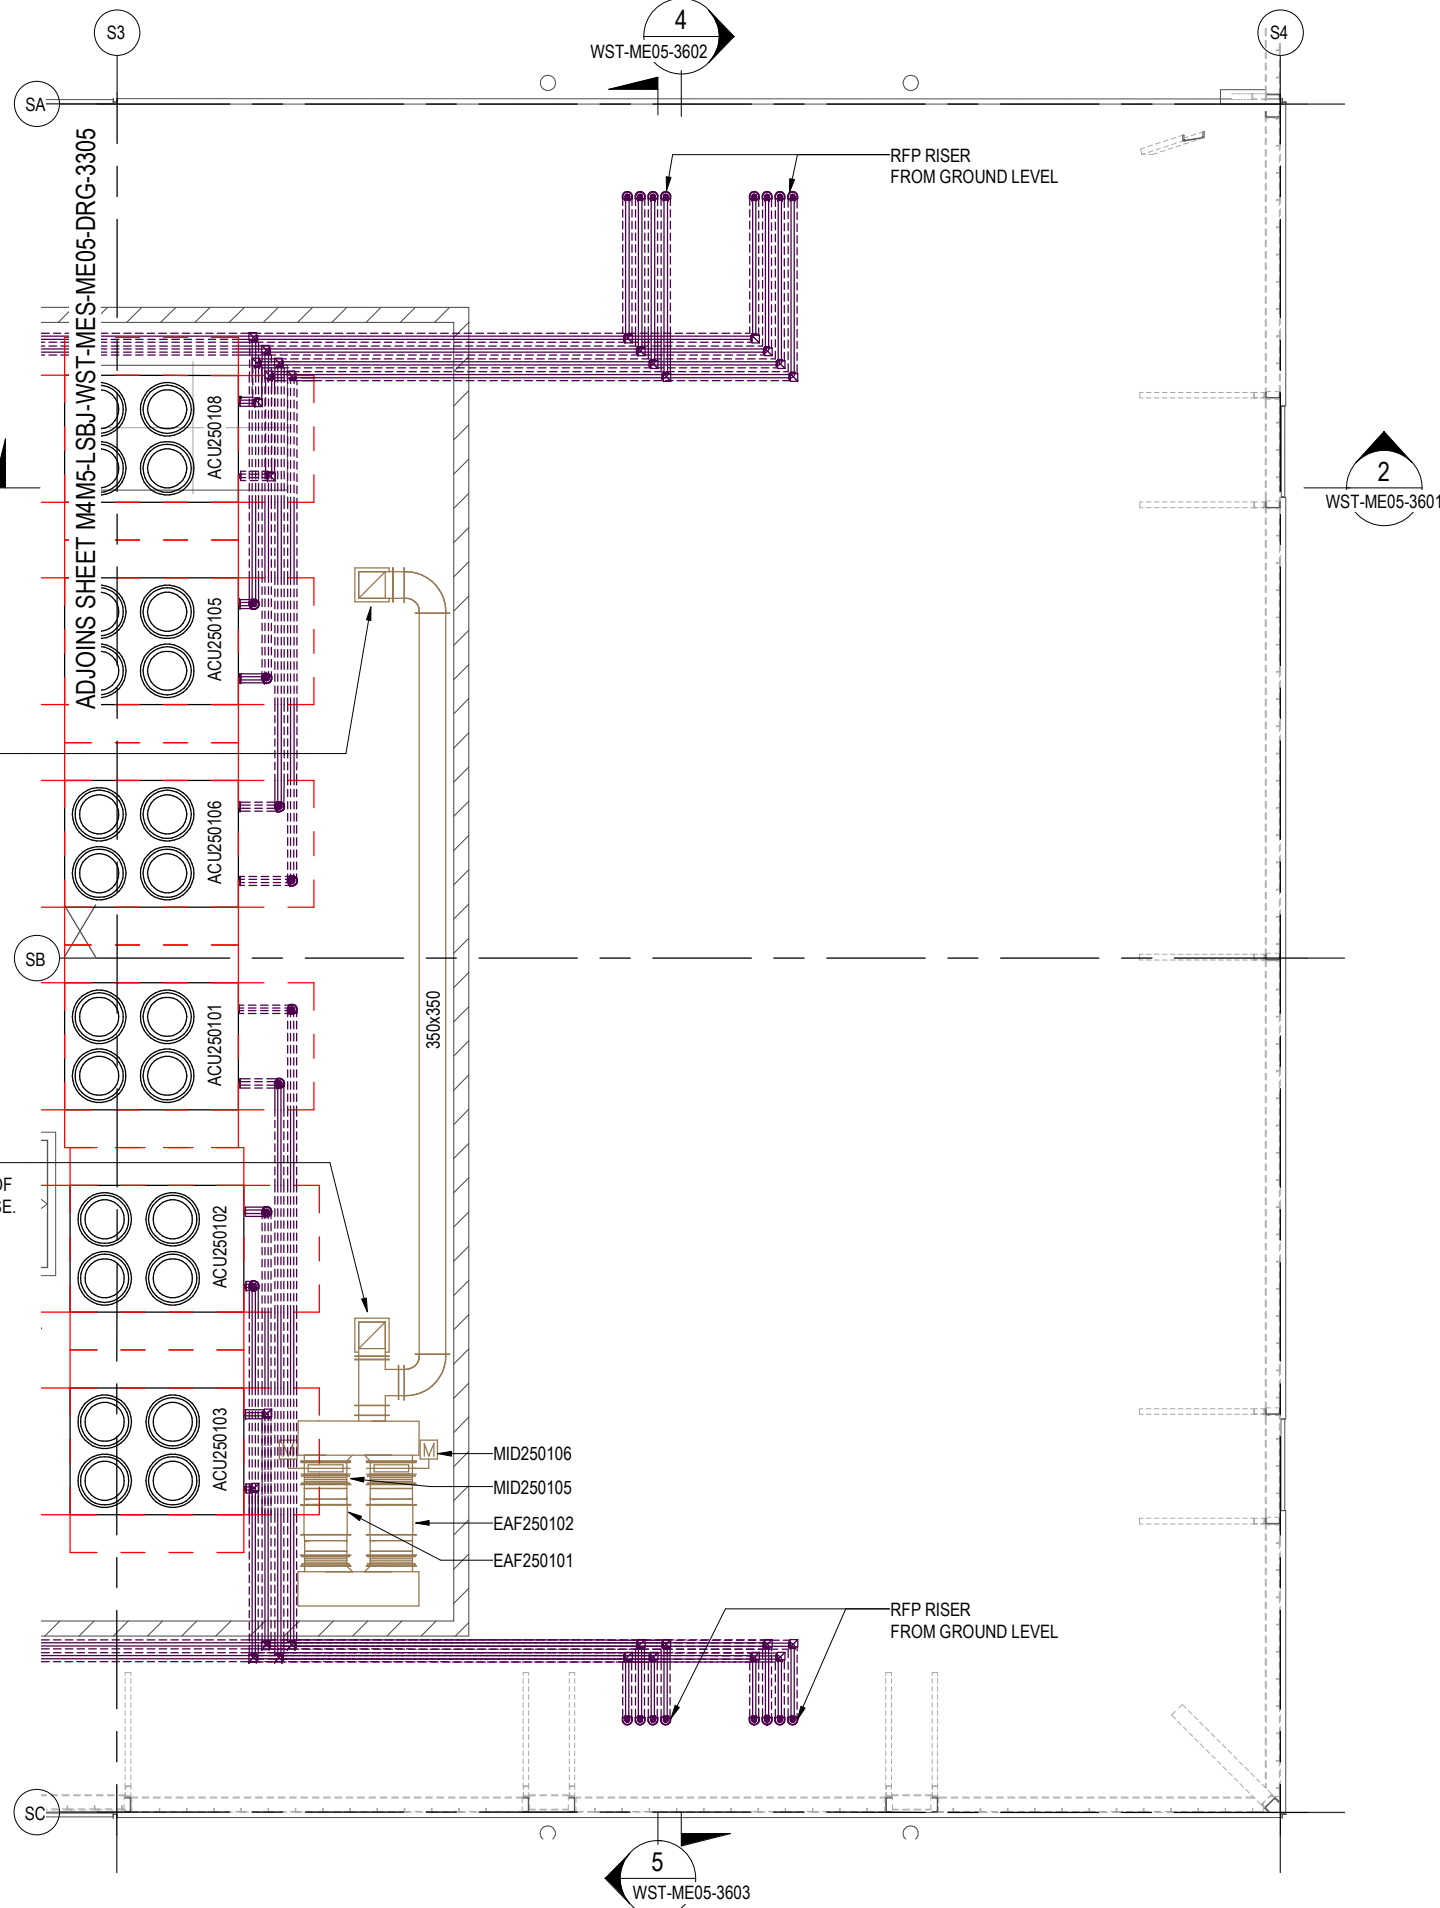 S3
4
WST-ME05-3602
S4
SA
ADJOINS SHEET M4M5-LSBJ-WST-MES-ME05-DRG-3305
RFP RISER
FROM GROUND LEVEL
ACU250108
2
WST-ME05-3601
ACU250105
ACU250106
SB
ACU250101
350x350
OF
SE.
ACU250102
ACU250103
M
M
MID250106
MID250105
EAF250102
EAF250101
RFP RISER
FROM GROUND LEVEL
SC
5
WST-ME05-3603